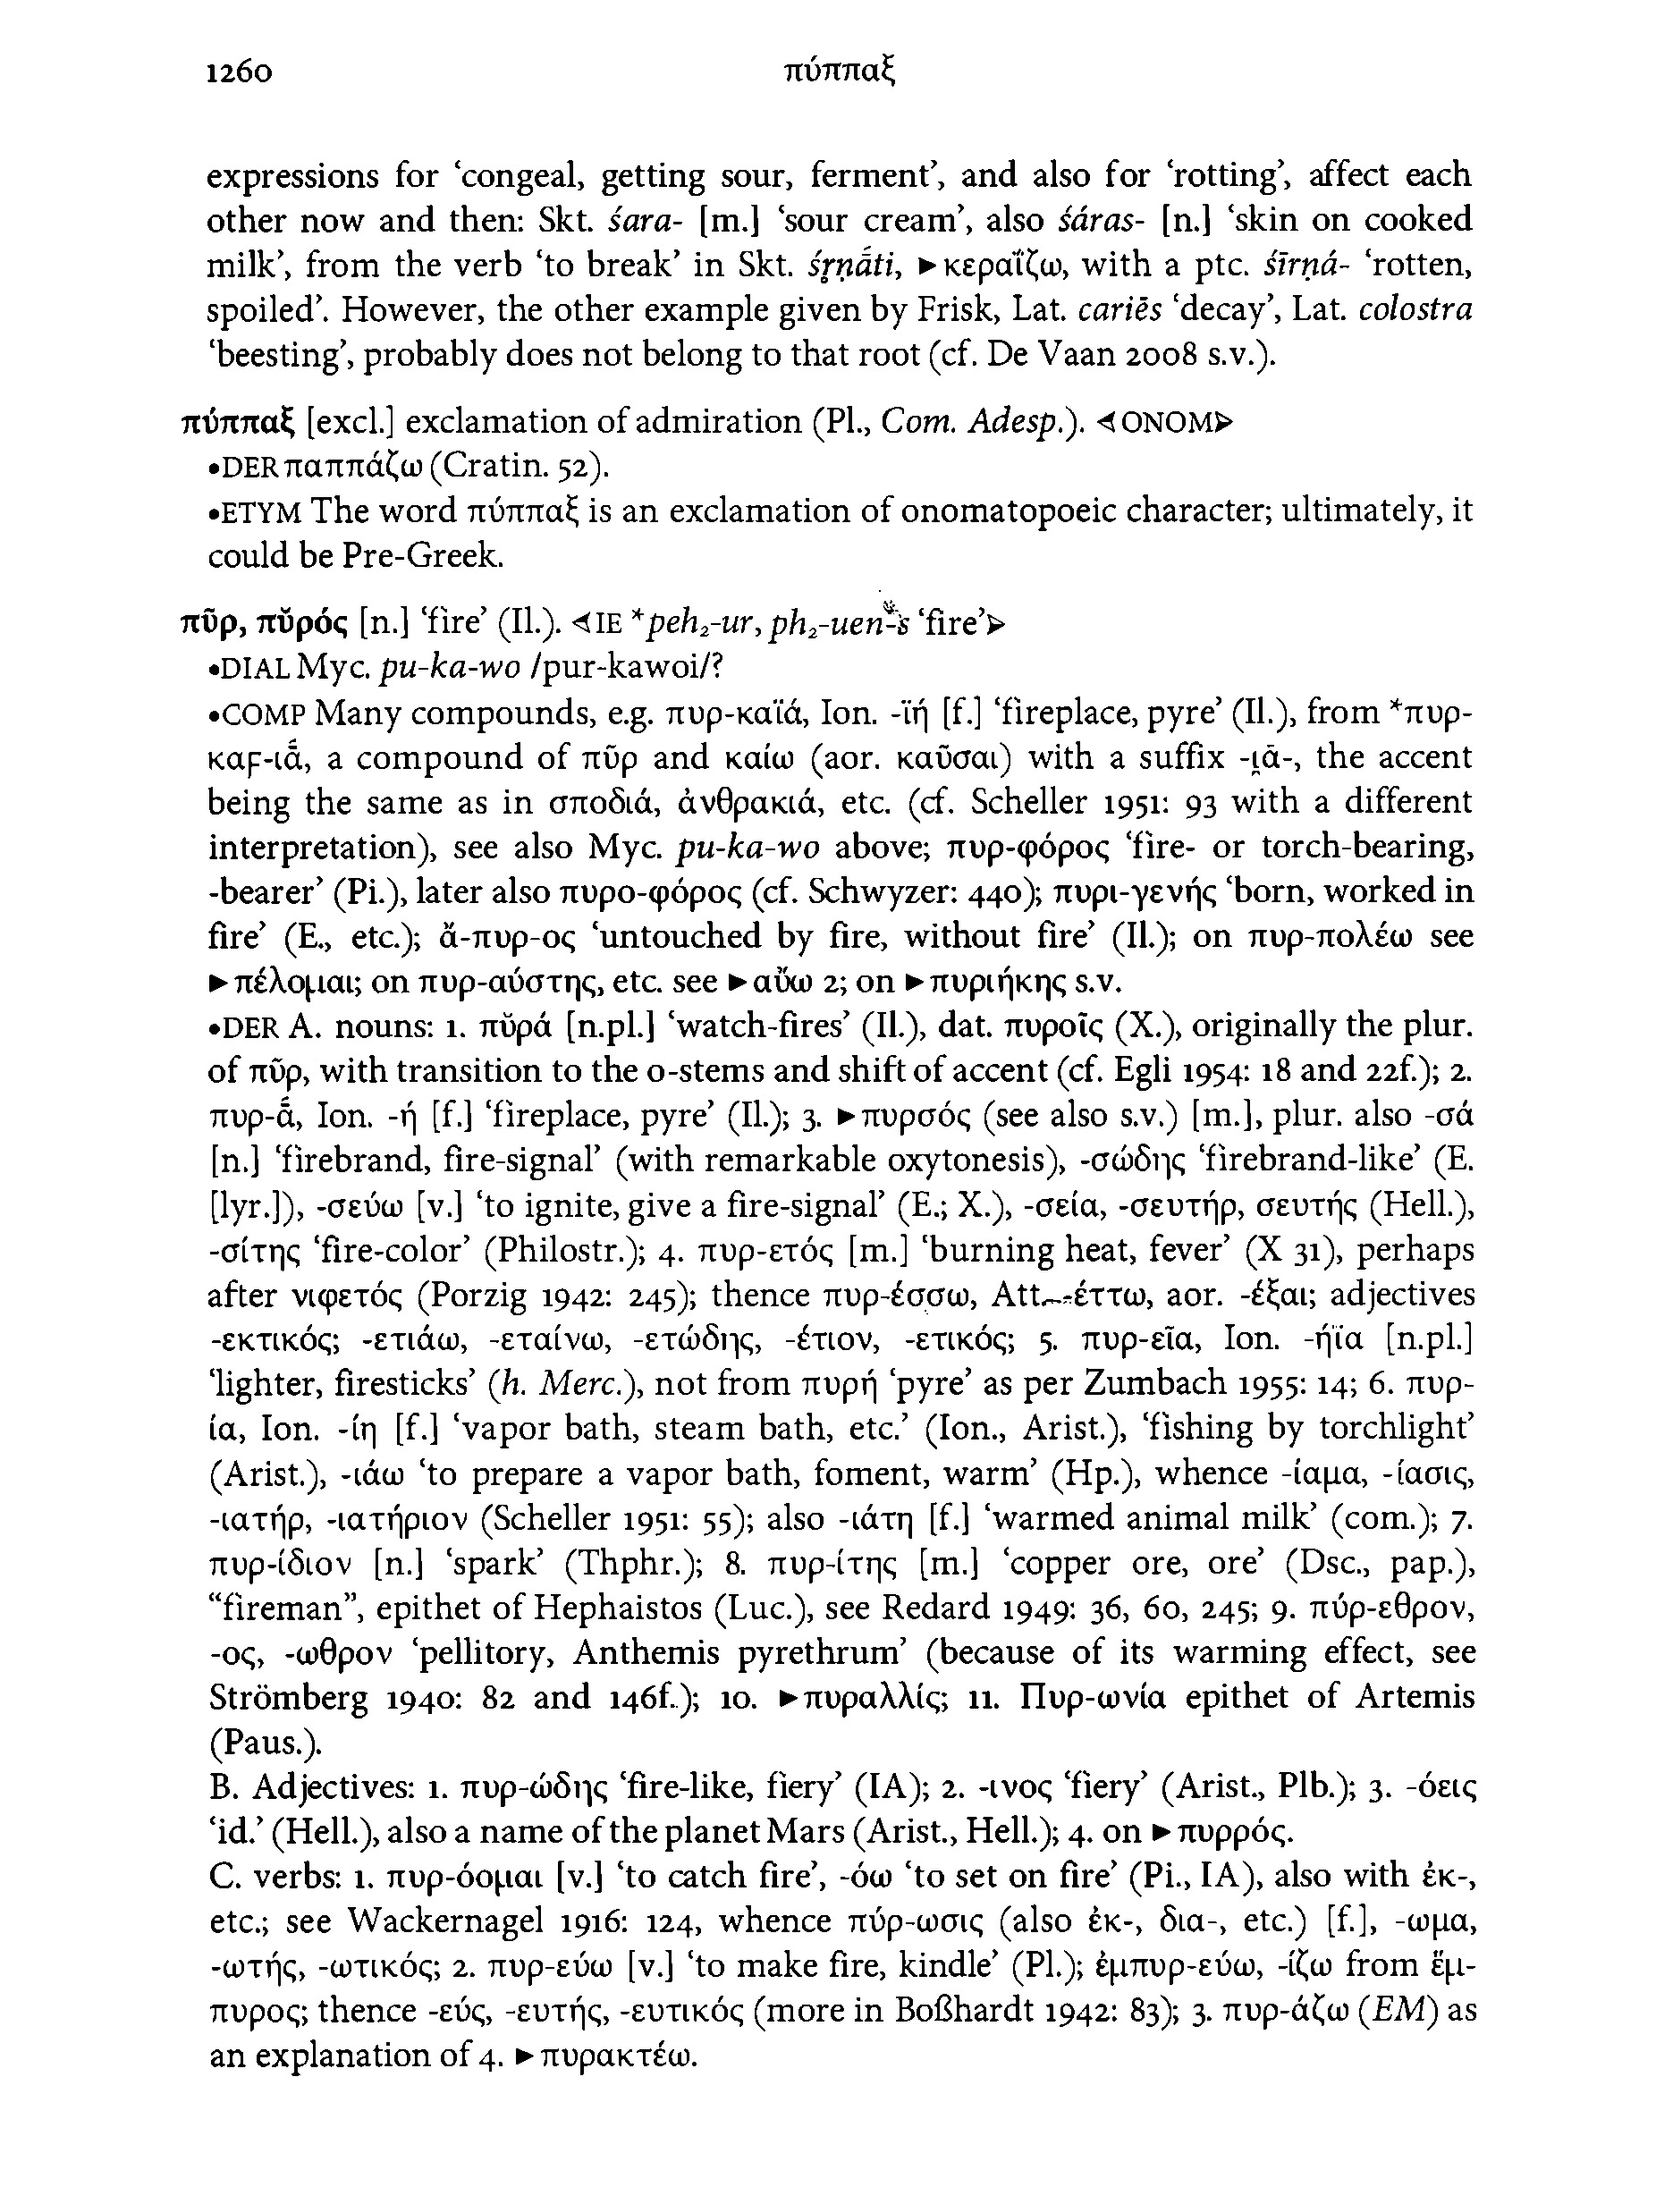 1260 πύππαξ
expressions for ‘congeal, getting sour, ferment’, and also for ‘rotting’, affect each
other now and then: Skt. śara- [m.] ‘sour cream’, also śáras- [n.] ‘skin on cooked
milk’, from the verb ‘to break’ in Skt. śr̥ṇā́ti, ►κεραΐζω, with a ptc. śīrṇá- ‘rotten,
spoiled’. However, the other example given by Frisk, Lat. cariēs ‘decay’, Lat. colostra
‘beesting’, probably does not belong to that root (cf. De Vaan 2008 s.v.).
πύππαξ [excl.] exclamation of admiration (Pl., Com. Adesp.). ⊲ONOM⊳
•DER παππάζω (Cratin. 52).
•ETYM The word πύππαξ is an exclamation of onomatopoeic character; ultimately, it
could be Pre-Greek.
πῦρ, πῠρός [n.] ‘fire’ (Il.). ⊲IE *peh₂-ur, ph₂-uen-s ‘fire’⊳
•DIAL Myc. pu-ka-wo /pur-kawoi/?
•COMP Many compounds, e.g. πυρ-καϊά, Ion. -ϊή [f.] ‘fireplace, pyre’ (Il.), from *πυρ-
καϝ-ιᾱ́, a compound of πῦρ and καίω (aor. καῦσαι) with a suffix -ι̯ᾱ-, the accent
being the same as in σποδιά, ἀνθρακιά, etc. (cf. Scheller 1951: 93 with a different
interpretation), see also Myc. pu-ka-wo above; πυρ-φόρος ‘fire- or torch-bearing,
-bearer’ (Pi.), later also πυρο-φόρος (cf. Schwyzer: 440); πυρι-γενής ‘born, worked in
fire’ (E., etc.); ἄ-πυρ-ος ‘untouched by fire, without fire’ (Il.); on πυρ-πολέω see
►πέλομαι; on πυρ-αύστης, etc. see ►αὔω 2; on ►πυριήκης s.v.
•DER A. nouns: 1. πῠρά [n.pl.] ‘watch-fires’ (Il.), dat. πυροῖς (X.), originally the plur.
of πῦρ, with transition to the o-stems and shift of accent (cf. Egli 1954: 18 and 22f.); 2.
πυρ-ᾱ́, Ion. -ή [f.] ‘fireplace, pyre’ (Il.); 3. ►πυρσός (see also s.v.) [m.], plur. also -σά
[n.] ‘firebrand, fire-signal’ (with remarkable oxytonesis), -σώδης ‘firebrand-like’ (E.
[lyr.]), -σεύω [v.] ‘to ignite, give a fire-signal’ (E.; X.), -σεία, -σευτήρ, σευτής (Hell.),
-σίτης ‘fire-color’ (Philostr.); 4. πυρ-ετός [m.] ‘burning heat, fever’ (X 31), perhaps
after νιφετός (Porzig 1942: 245); thence πυρ-έσσω, Att. -έττω, aor. -έξαι; adjectives
-εκτικός; -ετιάω, -εταίνω, -ετώδης, -έτιον, -ετικός; 5. πυρ-εῖα, Ion. -ήϊα [n.pl.]
‘lighter, firesticks’ (h. Merc.), not from πυρή ‘pyre’ as per Zumbach 1955: 14; 6. πυρ-
ία, Ion. -ίη [f.] ‘vapor bath, steam bath, etc.’ (Ion., Arist.), ‘fishing by torchlight’
(Arist.), -ιάω ‘to prepare a vapor bath, foment, warm’ (Hp.), whence -ίαμα, -ίασις,
-ιατήρ, -ιατήριον (Scheller 1951: 55); also -ιάτη [f.] ‘warmed animal milk’ (com.); 7.
πυρ-ίδιον [n.] ‘spark’ (Thphr.); 8. πυρ-ίτης [m.] ‘copper ore, ore’ (Dsc., pap.),
“fireman”, epithet of Hephaistos (Luc.), see Redard 1949: 36, 60, 245; 9. πύρ-εθρον,
-ος, -ωθρον ‘pellitory, Anthemis pyrethrum’ (because of its warming effect, see
Strömberg 1940: 82 and 146f.); 10. ►πυραλλίς; 11. Πυρ-ωνία epithet of Artemis
(Paus.).
B. Adjectives: 1. πυρ-ώδης ‘fire-like, fiery’ (IA); 2. -ινος ‘fiery’ (Arist., Plb.); 3. -όεις
‘id.’ (Hell.), also a name of the planet Mars (Arist., Hell.); 4. on ►πυρρός.
C. verbs: 1. πυρ-όομαι [v.] ‘to catch fire’, -όω ‘to set on fire’ (Pi., IA), also with ἐκ-,
etc.; see Wackernagel 1916: 124, whence πύρ-ωσις (also ἐκ-, δια-, etc.) [f.], -ωμα,
-ωτής, -ωτικός; 2. πυρ-εύω [v.] ‘to make fire, kindle’ (Pl.); ἐμπυρ-εύω, -ίζω from ἔμ-
πυρος; thence -εύς, -ευτής, -ευτικός (more in Boßhardt 1942: 83); 3. πυρ-άζω (EM) as
an explanation of 4. ►πυρακτέω.